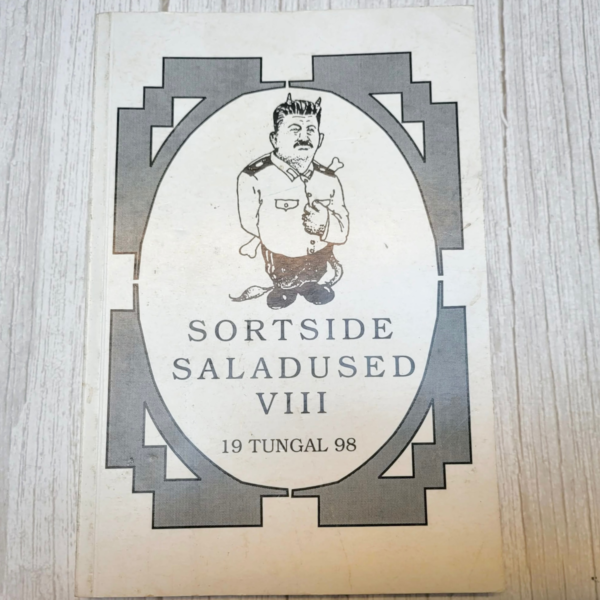 SORTSIDE
SALADUSED
VIII
19 TUNGAL 98